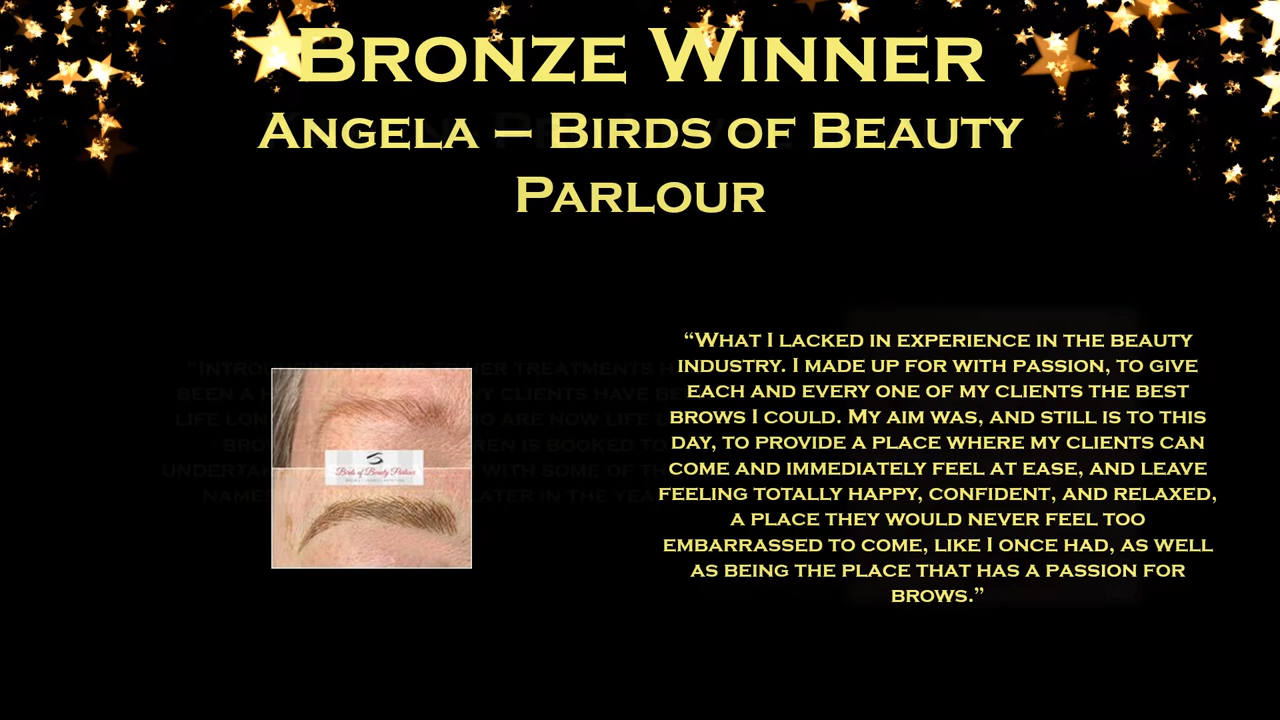 Bronze Winner
Angela – Birds of Beauty
Parlour
“What I lacked in experience in the beauty
industry. I made up for with passion, to give
each and every one of my clients the best
brows I could. My aim was, and still is to this
day, to provide a place where my clients can
come and immediately feel at ease, and leave
feeling totally happy, confident, and relaxed,
a place they would never feel too
embarrassed to come, like I once had, as well
as being the place that has a passion for
brows.”
Birds of Beauty Parlour